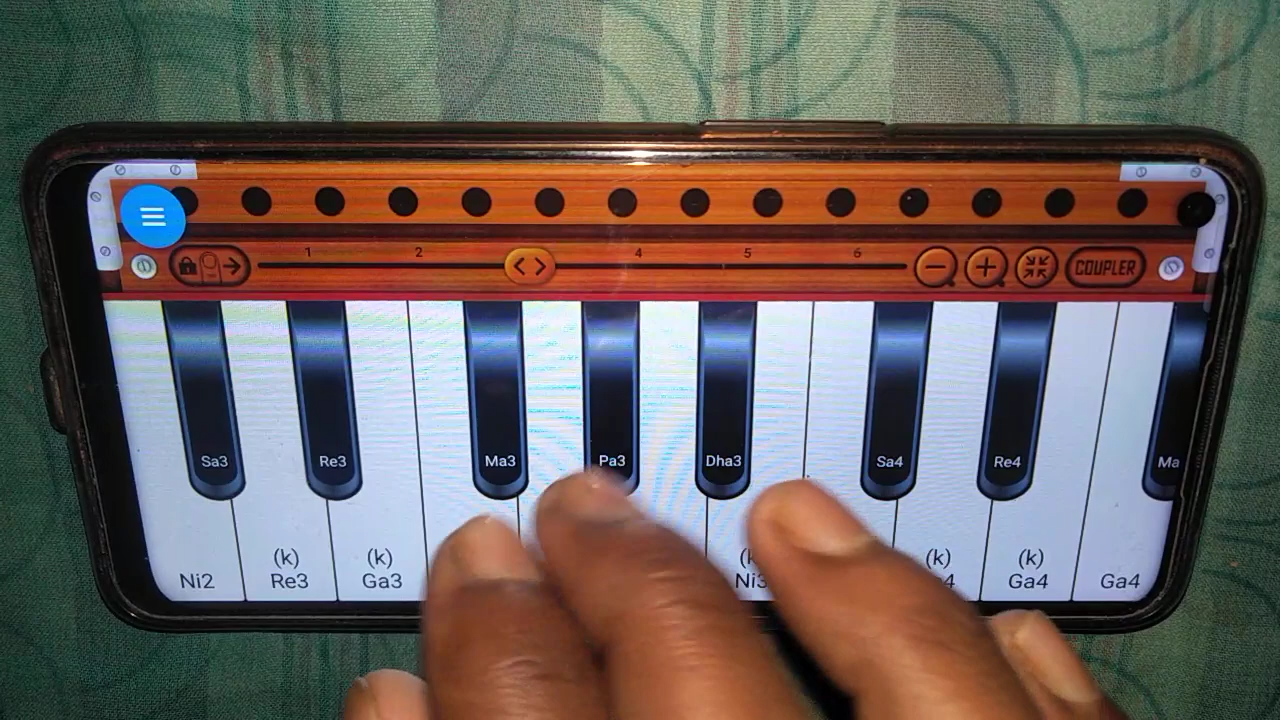 1 2 4 5 6
COUPLER
Sa3 Re3 Ma3 Pa3 Dha3 Sa4 Re4 Ma
(k) (k) (k) (k)
Ni2 Re3 Ga3 Ni3 Ga4 Ga4